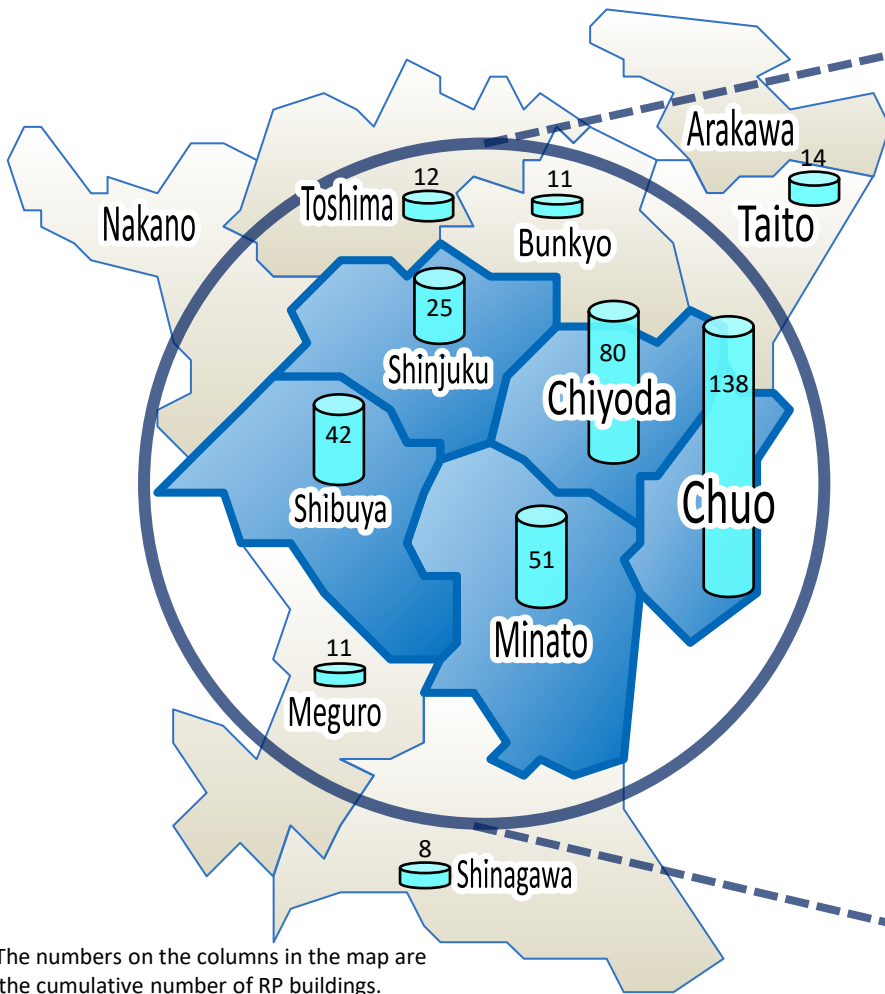 Arakawa
14
Taito
12
Toshima
11
Bunkyo
Nakano
25
Shinjuku
80
Chiyoda
138
Chuo
42
Shibuya
51
Minato
11
Meguro
8
Shinagawa
The numbers on the columns in the map are
the cumulative number of RP buildings.